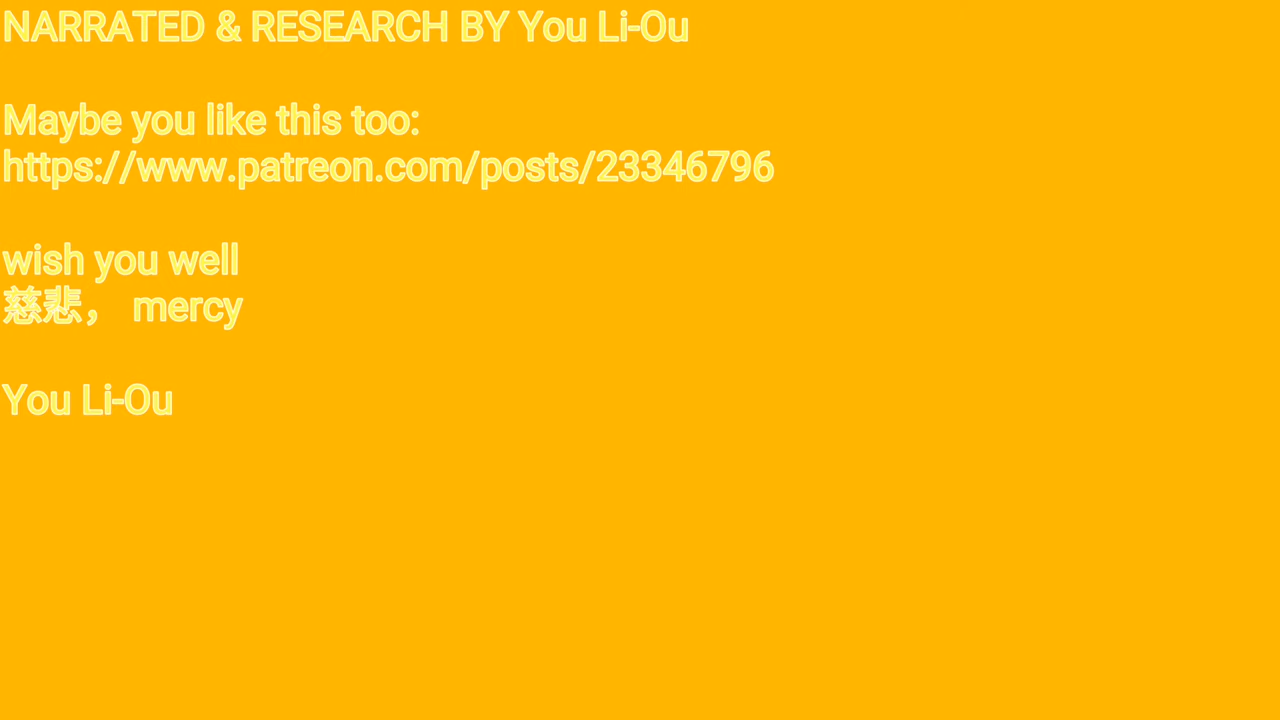 NARRATED & RESEARCH BY You Li-Ou
Maybe you like this too:
https://www.patreon.com/posts/23346796
wish you well
慈悲， mercy
You Li-Ou